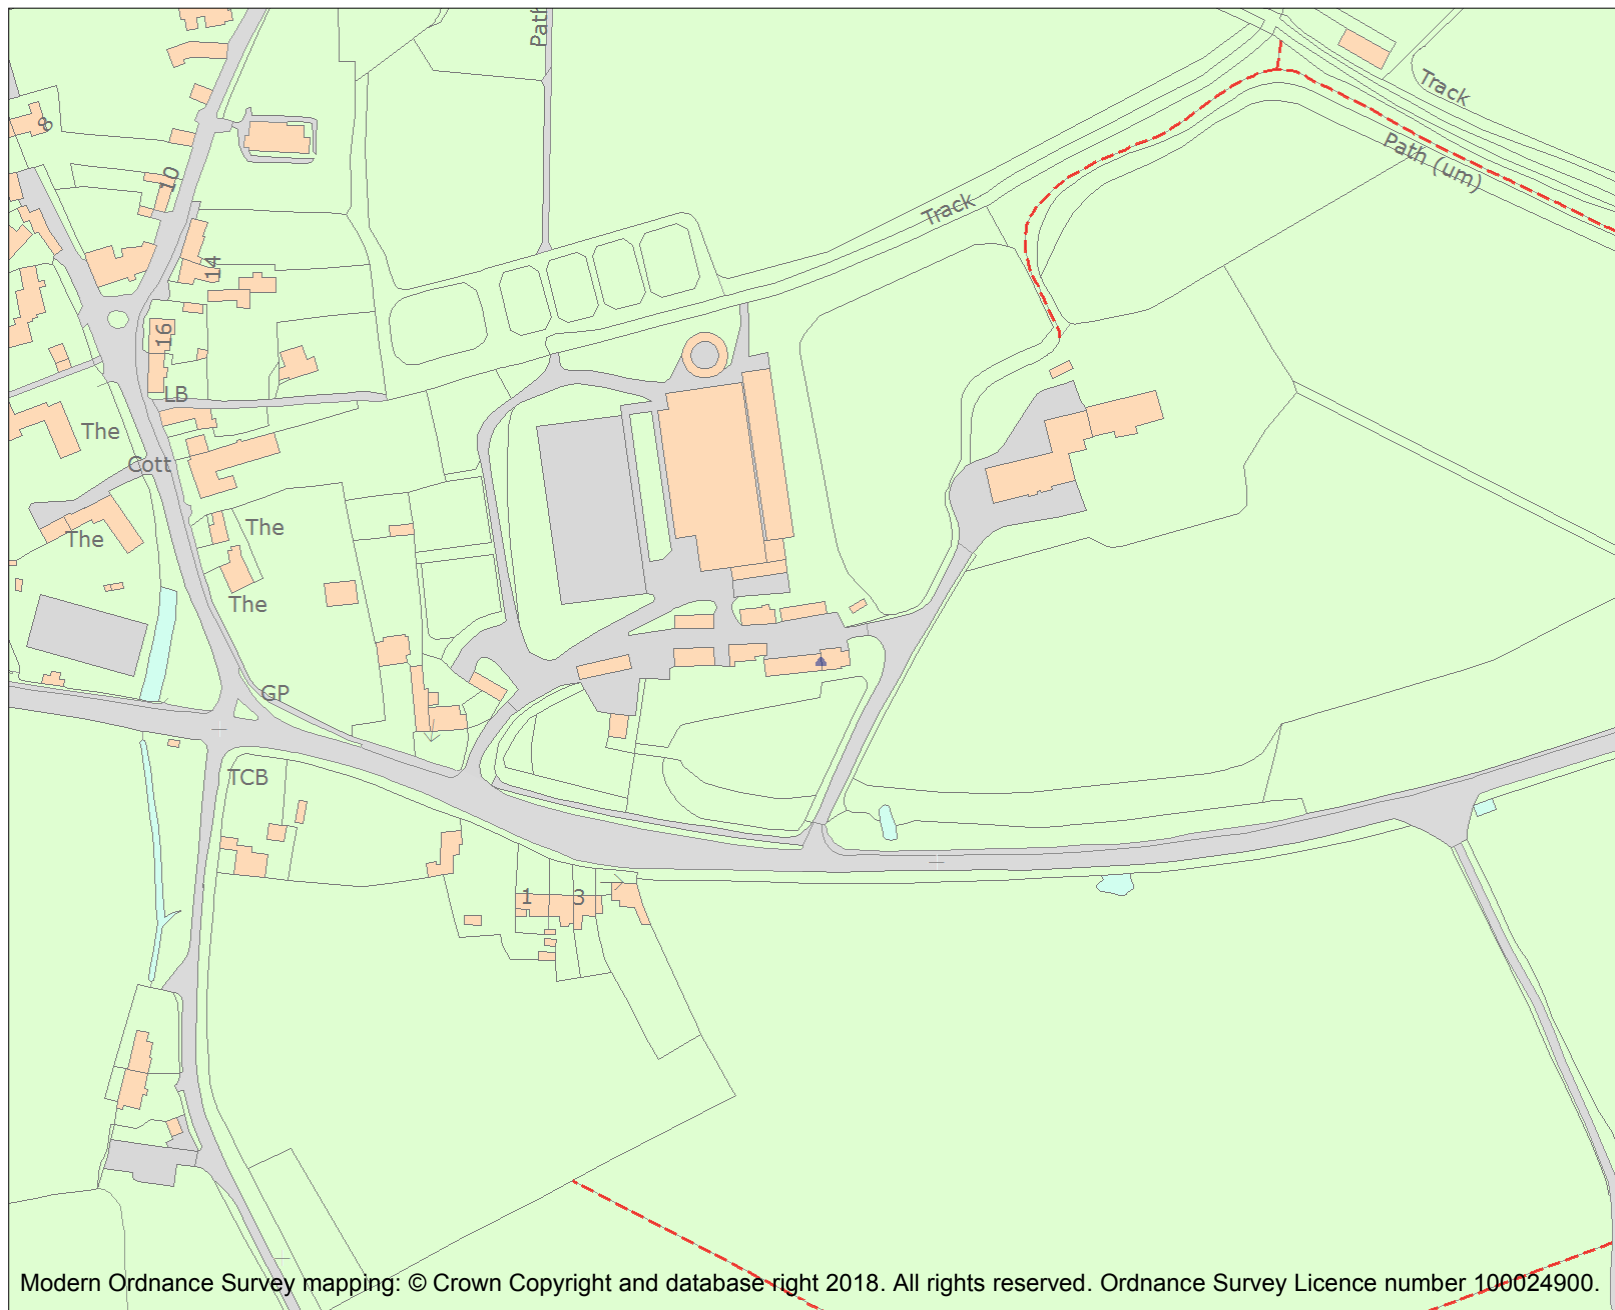 Path
Track
8
Path (um)
10
Track
14
16
LB
The
Cott
The
The
The
GP
TCB
1
3
Modern Ordnance Survey mapping: © Crown Copyright and database right 2018. All rights reserved. Ordnance Survey Licence number 100024900.